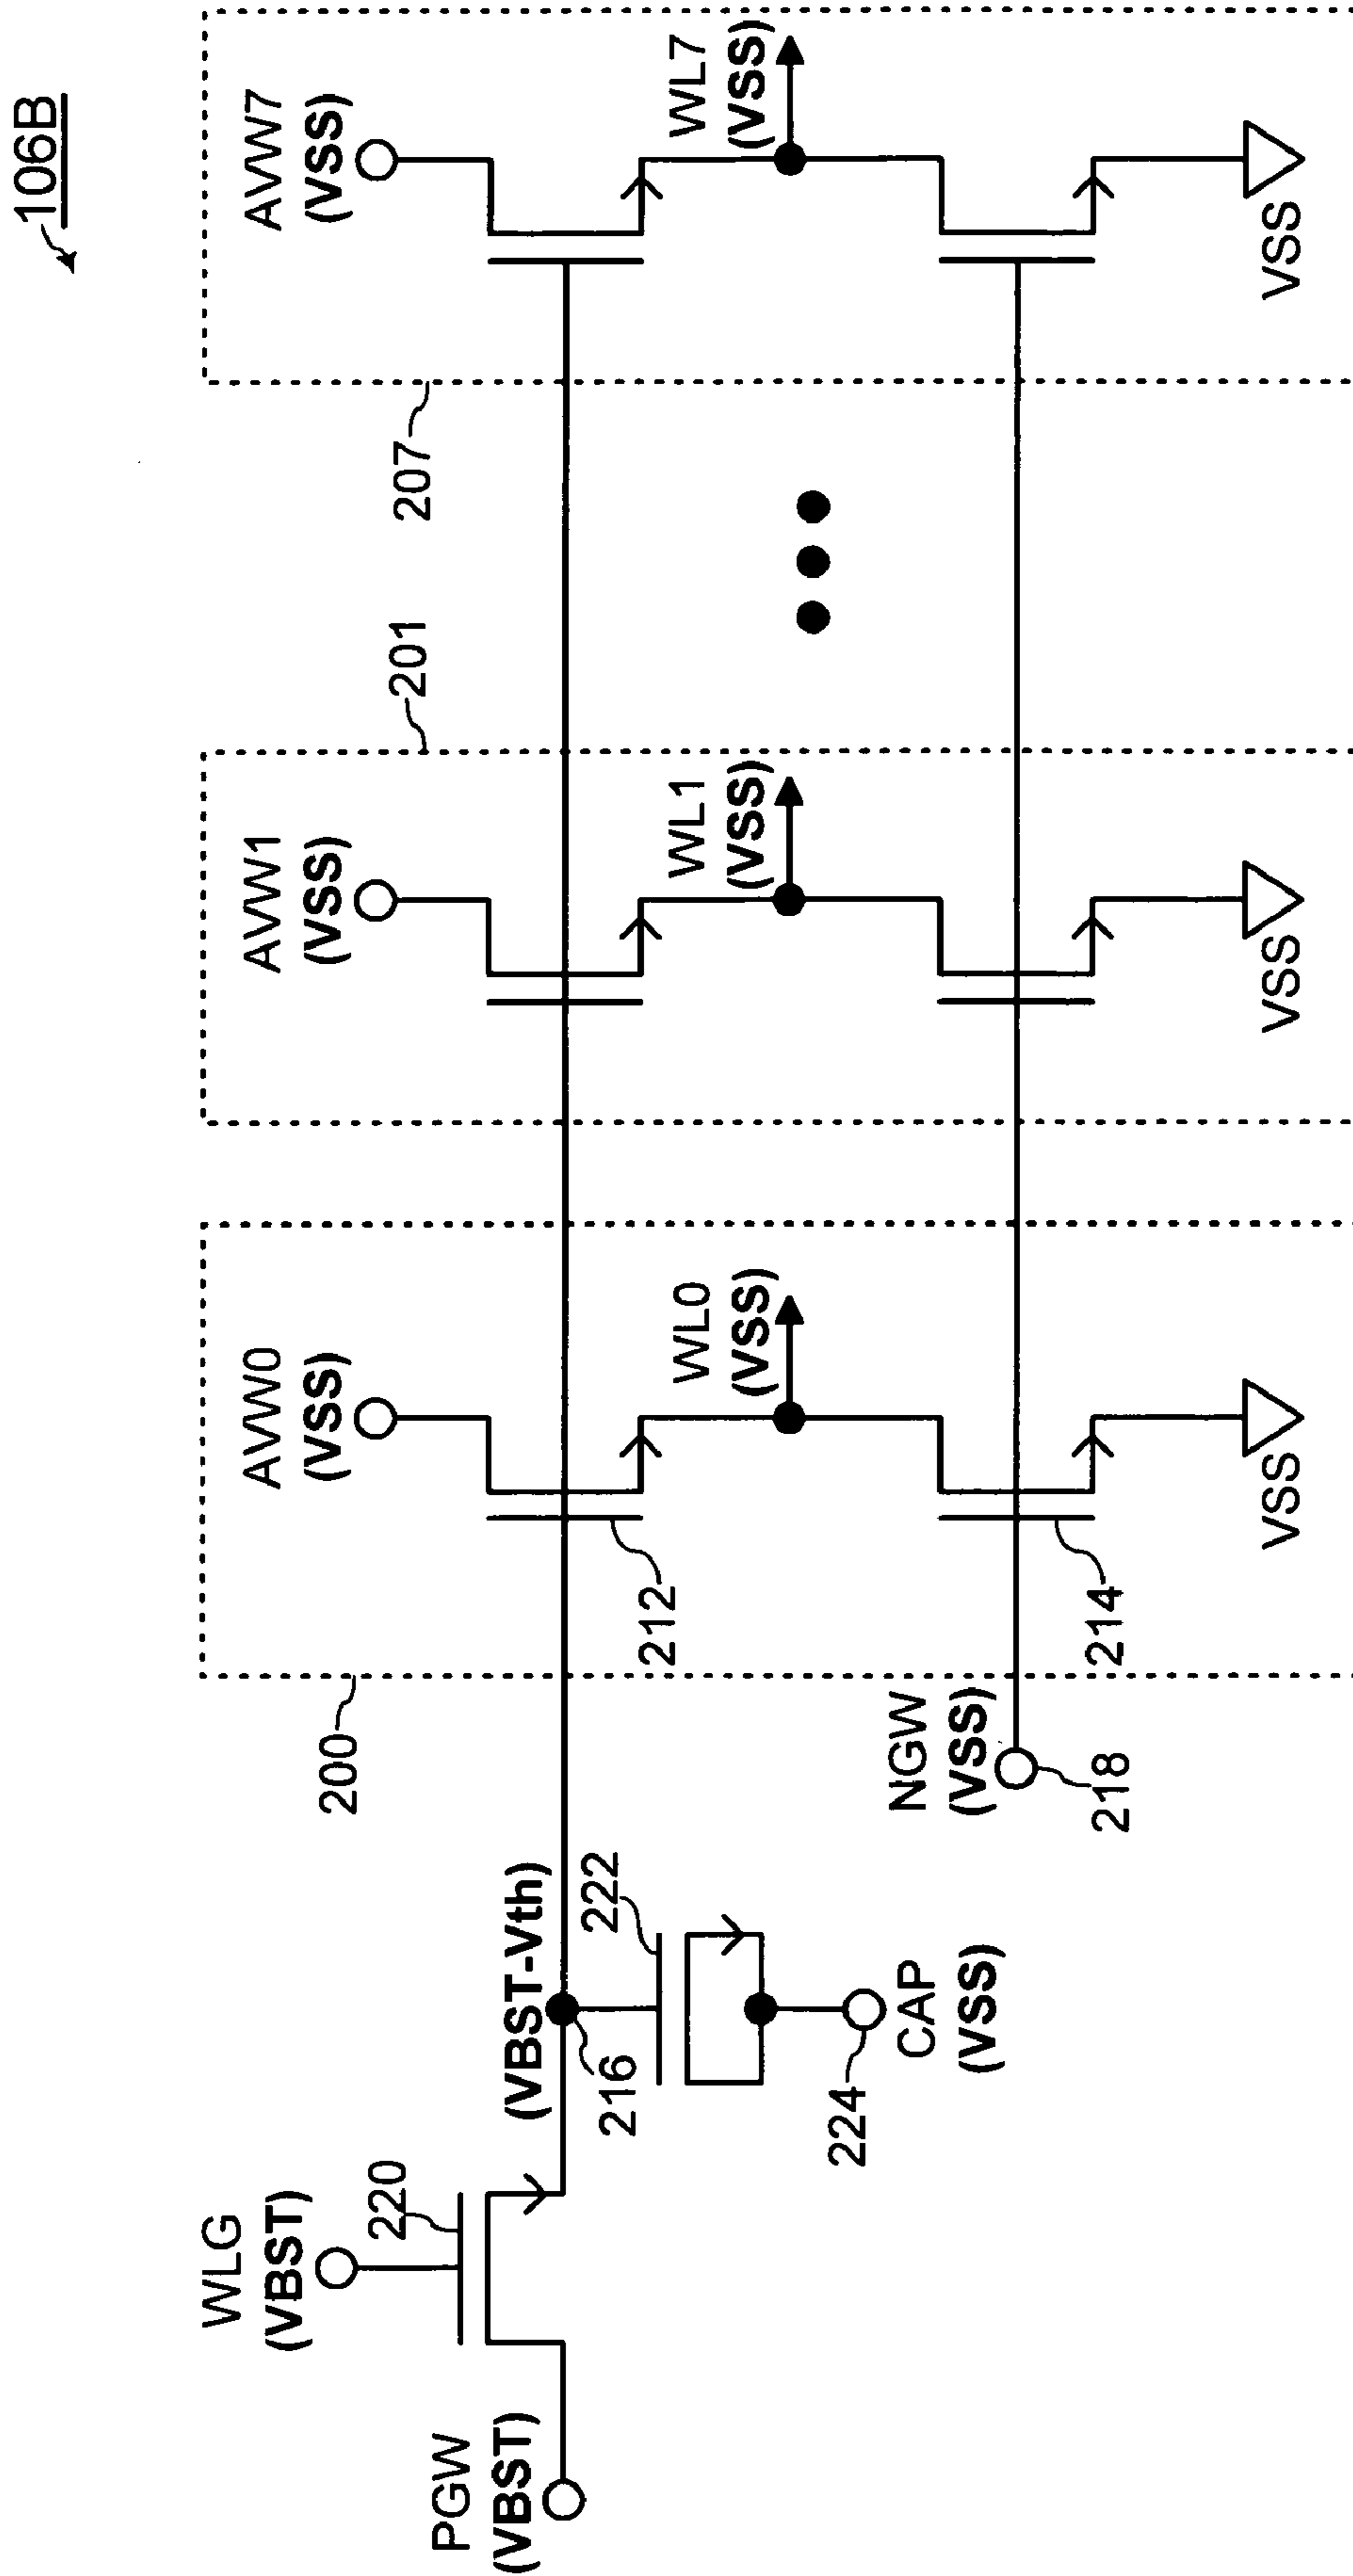 106B
AVW0
(VSS)
AVW1
(VSS)
AVW7
(VSS)
200
201
207
WLG
(VBST)
220
PGW
(VBST)
(VBST-Vth)
216
222
224
CAP
(VSS)
212
WL0
(VSS)
WL1
(VSS)
WL7
(VSS)
NGW
(VSS)
218
214
VSS
VSS
VSS